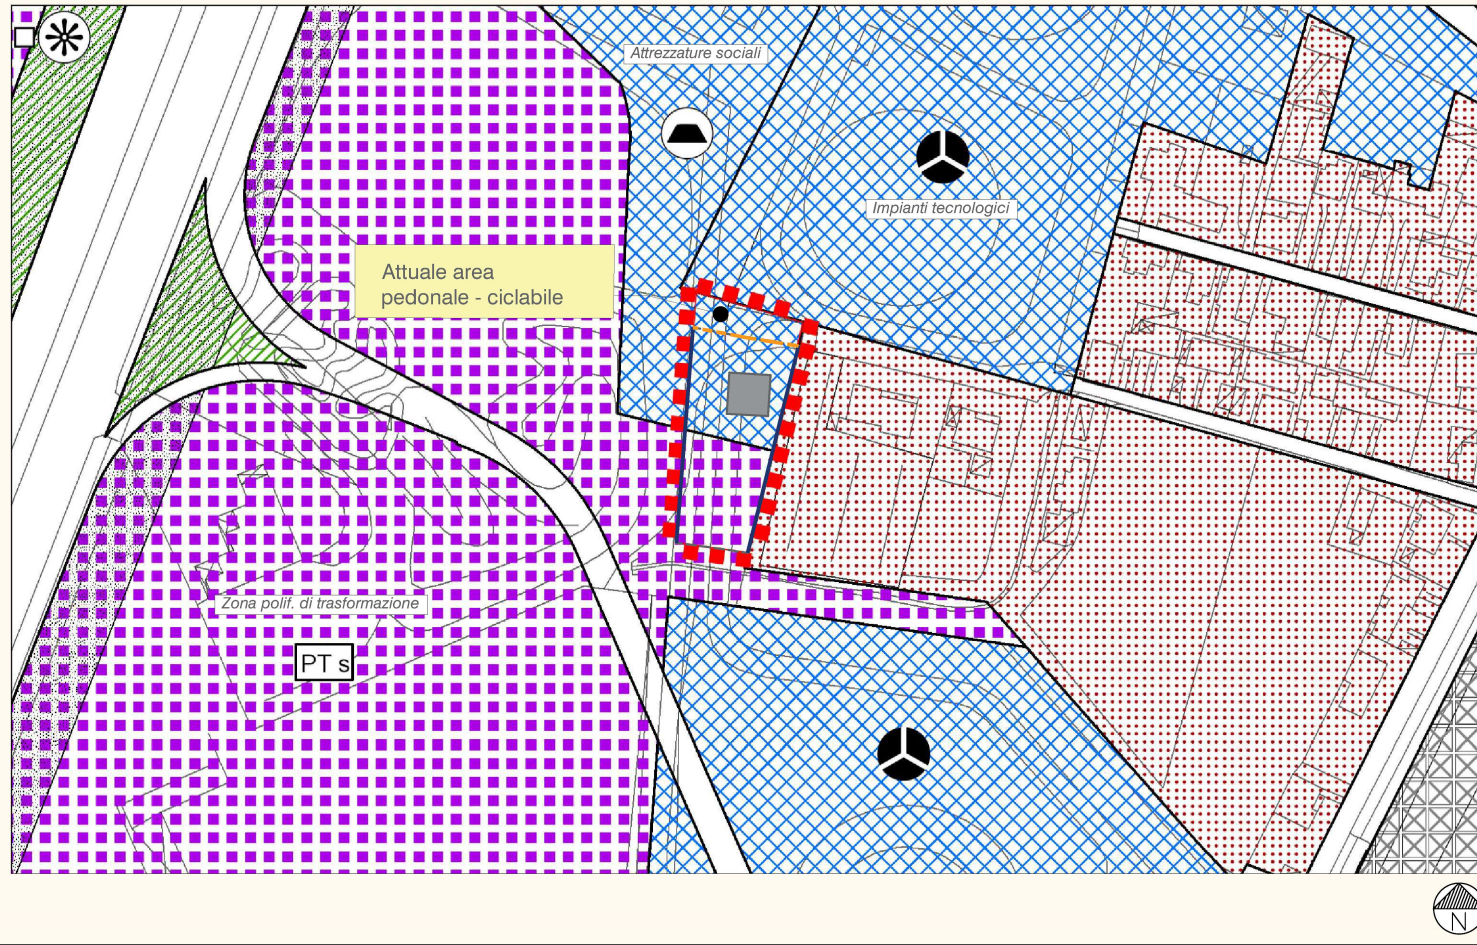 Attrezzature sociali
Impianti tecnologici
Attuale area
pedonale - ciclabile
Zona polif. di trasformazione
PT s
N